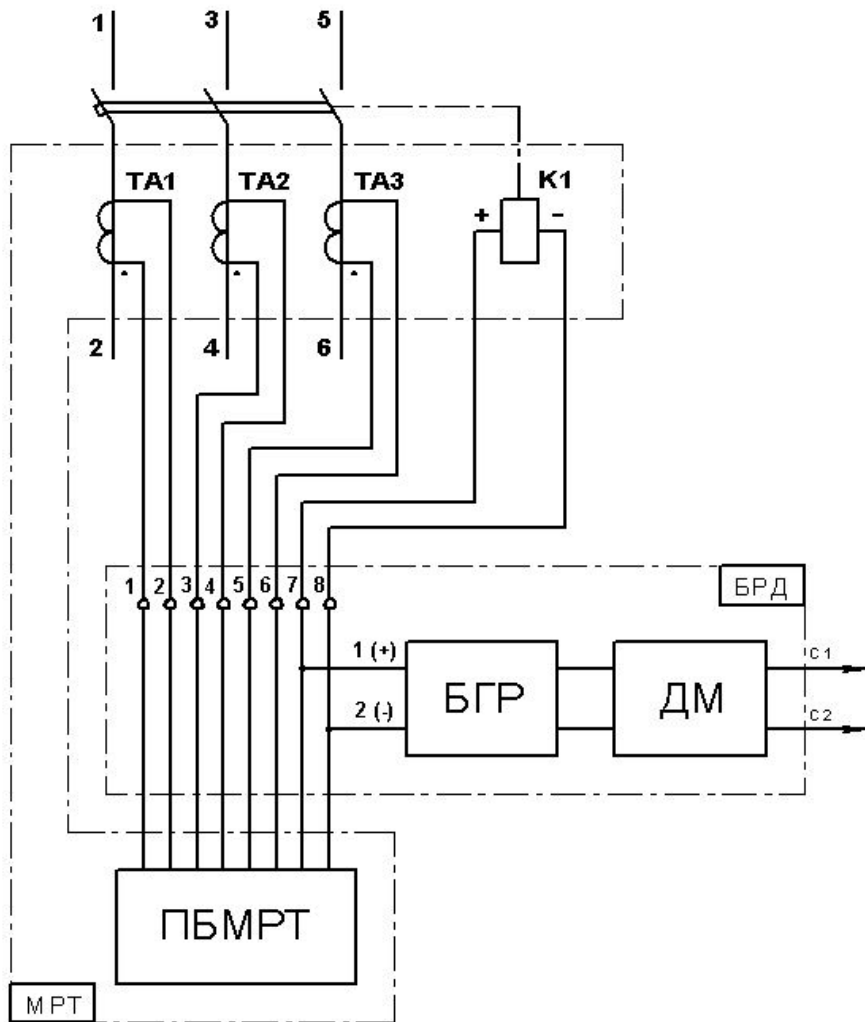 1 3 5
TA1 TA2 TA3 K1
+ −
2 4 6
1 2 3 4 5 6 7 8
БРД
1 (+)
C1
БГР ДМ
2 (-)
C2
ПБМРТ
МРТ